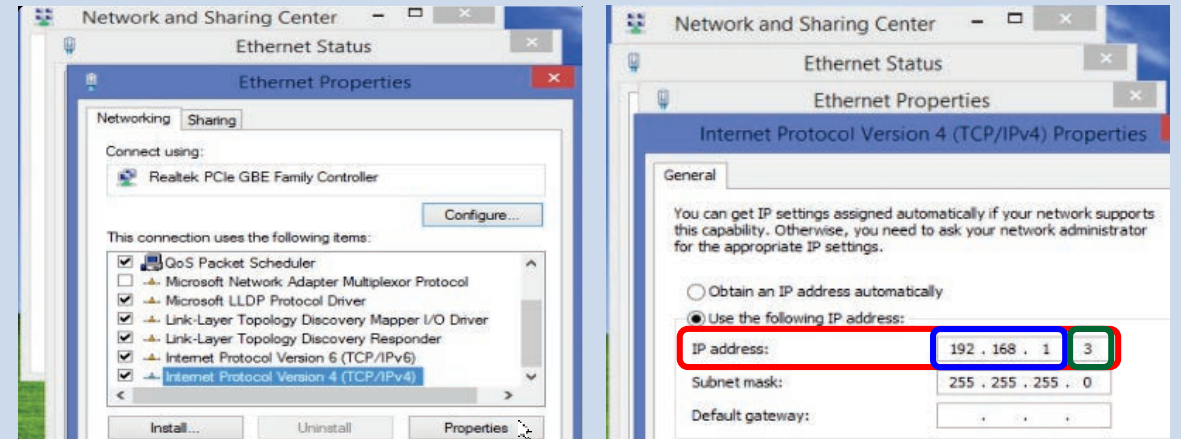 Network and Sharing Center
Ethernet Status
Ethernet Properties
Networking Sharing
Connect using:
Realtek PCIe GBE Family Controller
Configure...
This connection uses the following items:
QoS Packet Scheduler
Microsoft Network Adapter Multiplexor Protocol
Microsoft LLDP Protocol Driver
Link-Layer Topology Discovery Mapper I/O Driver
Link-Layer Topology Discovery Responder
Internet Protocol Version 6 (TCP/IPv6)
Internet Protocol Version 4 (TCP/IPv4)
Install... Uninstall Properties
Network and Sharing Center
Ethernet Status
Ethernet Properties
Internet Protocol Version 4 (TCP/IPv4) Properties
General
You can get IP settings assigned automatically if your network supports
this capability. Otherwise, you need to ask your network administrator
for the appropriate IP settings.
Obtain an IP address automatically
Use the following IP address:
IP address: 192 . 168 . 1 3
Subnet mask: 255 . 255 . 255 . 0
Default gateway: . . .